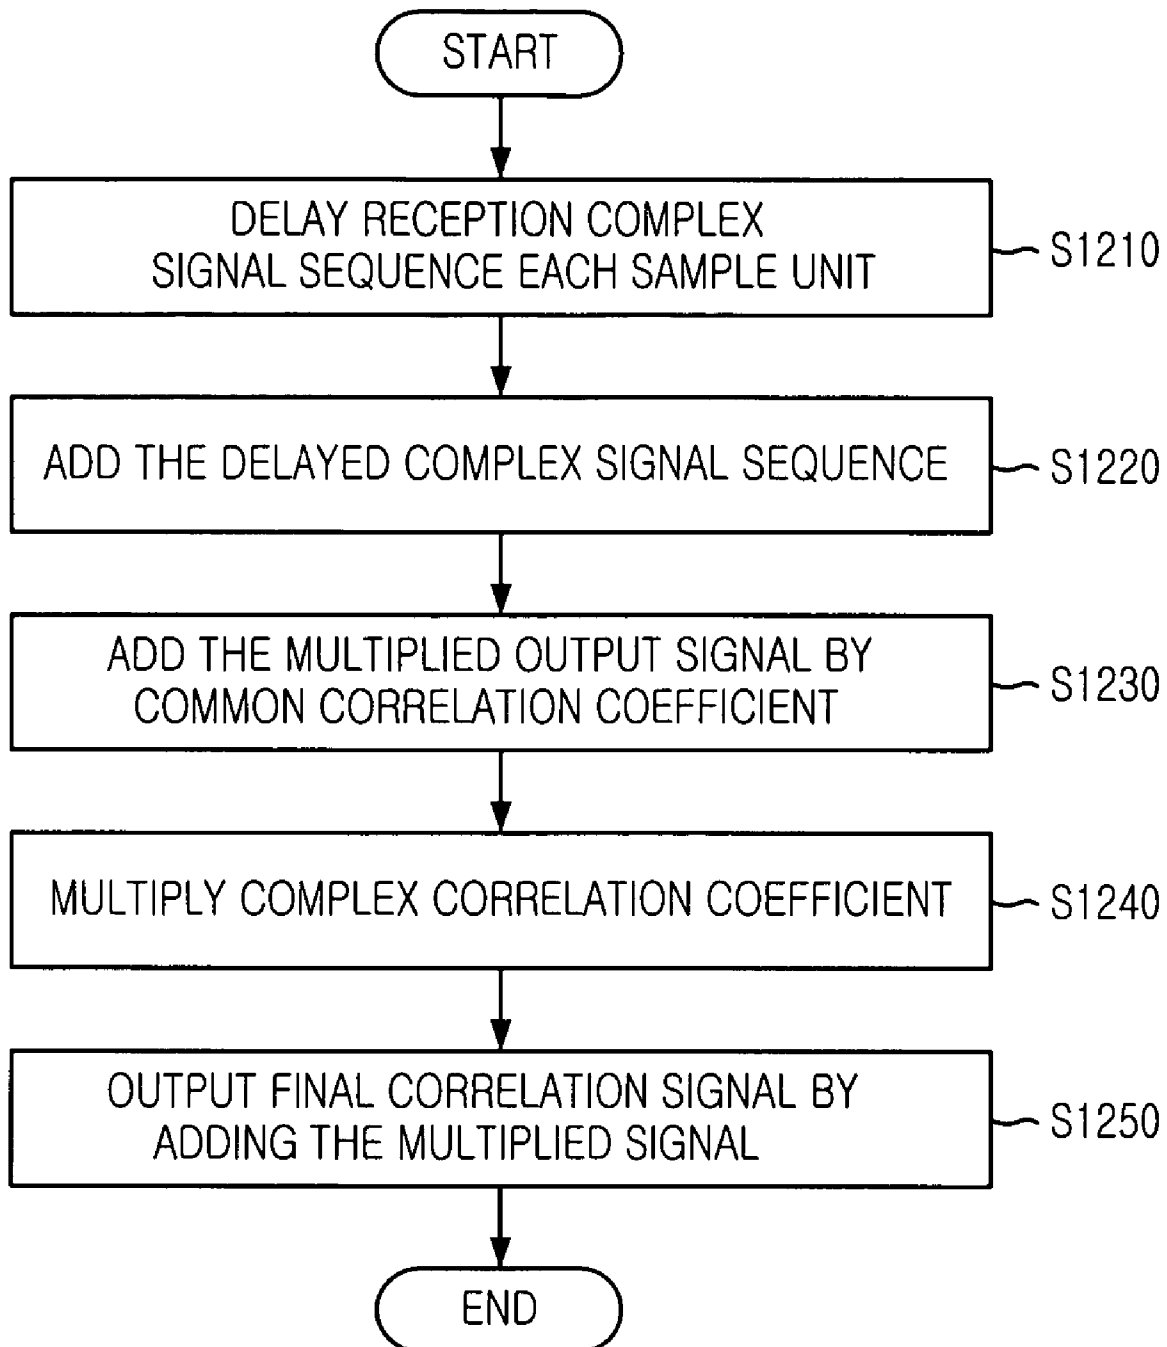 START
DELAY RECEPTION COMPLEX
SIGNAL SEQUENCE EACH SAMPLE UNIT
S1210
ADD THE DELAYED COMPLEX SIGNAL SEQUENCE
S1220
ADD THE MULTIPLIED OUTPUT SIGNAL BY
COMMON CORRELATION COEFFICIENT
S1230
MULTIPLY COMPLEX CORRELATION COEFFICIENT
S1240
OUTPUT FINAL CORRELATION SIGNAL BY
ADDING THE MULTIPLIED SIGNAL
S1250
END